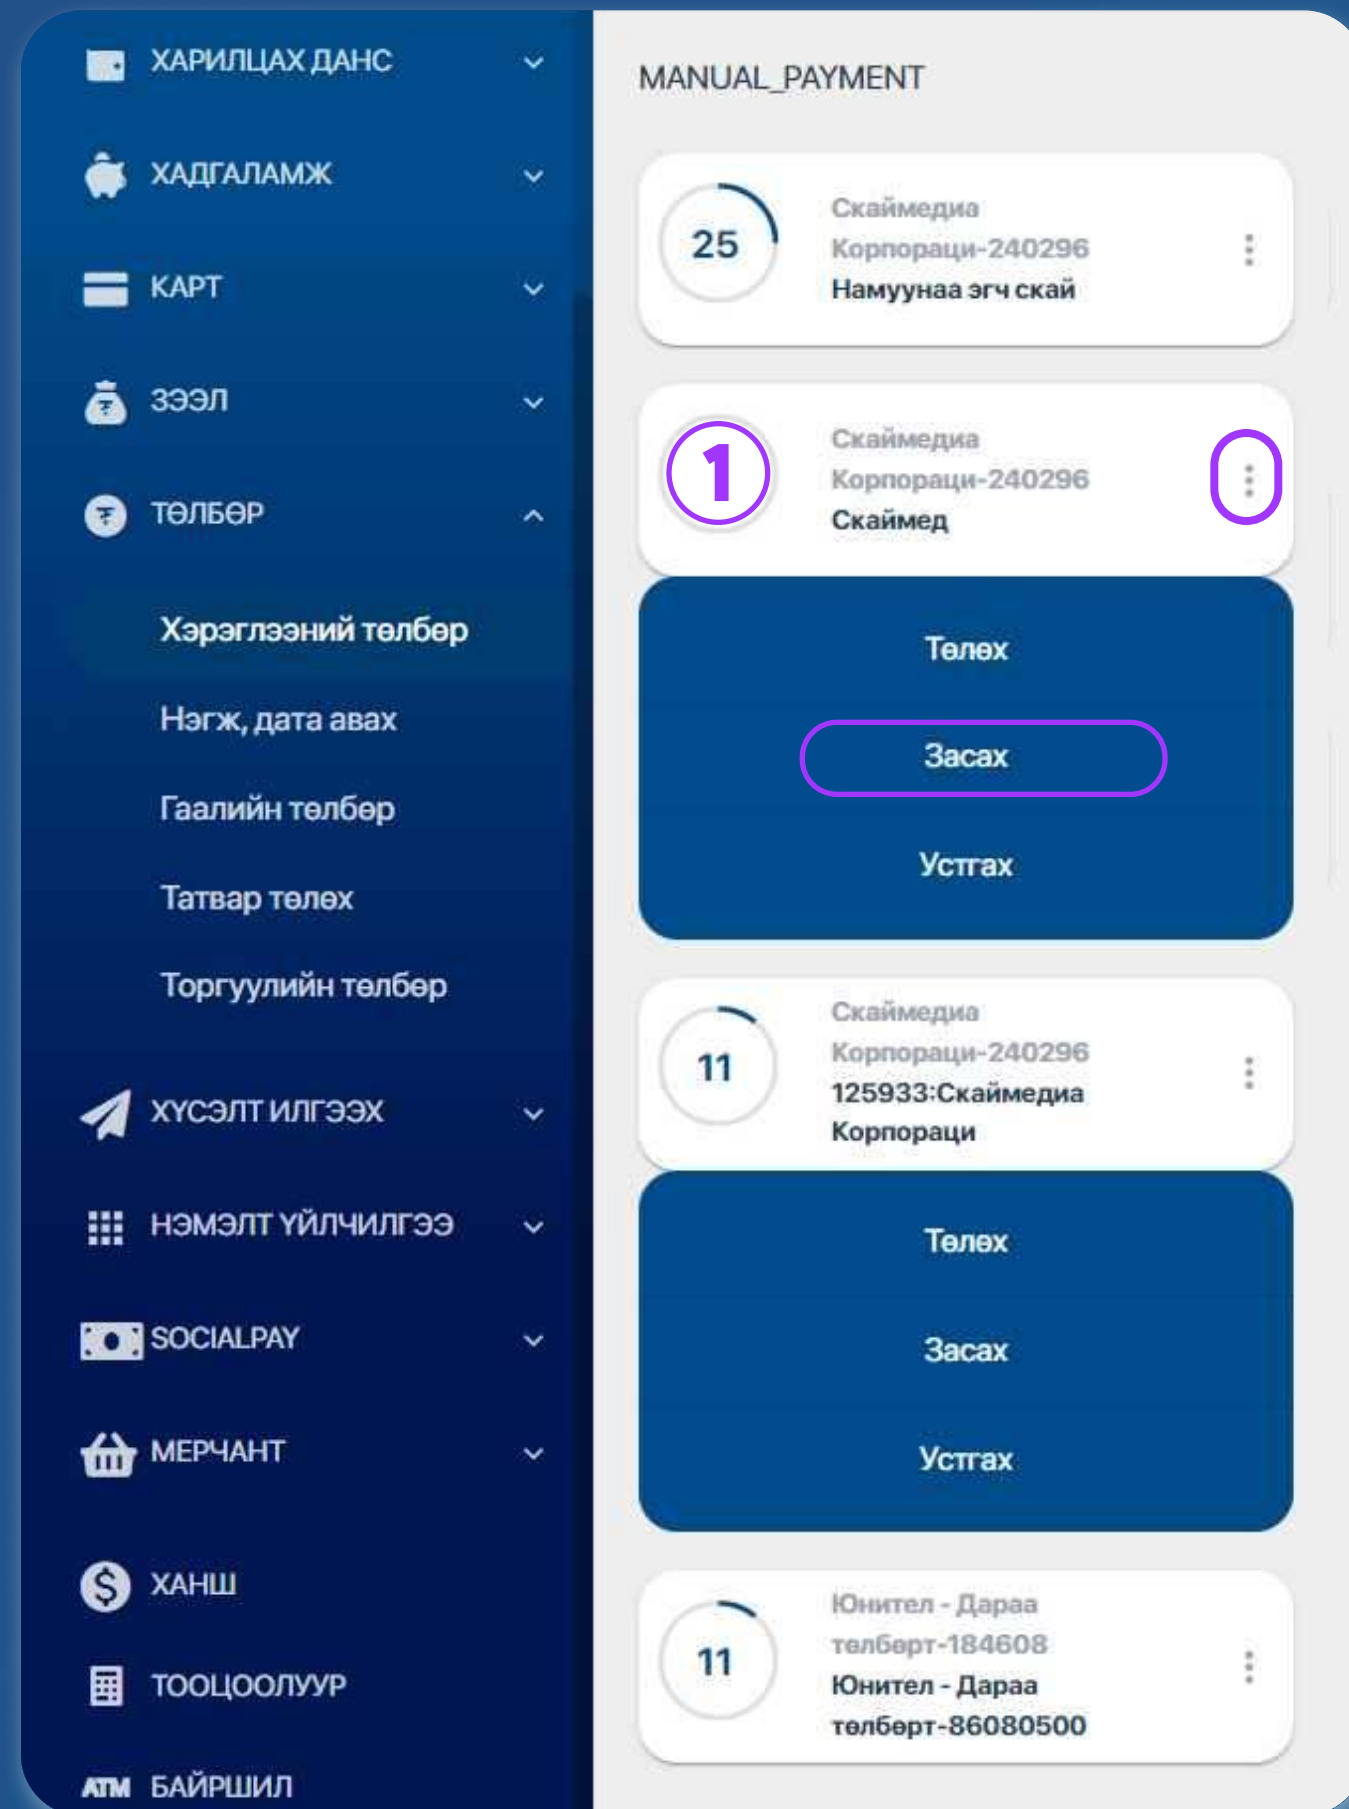 ХАРИЛЦАХ ДАНС
ХАДГАЛАМЖ
КАРТ
ЗЭЭЛ
ТӨЛБӨР
Хэрэглээний төлбөр
Нэгж, дата авах
Гаалийн төлбөр
Татвар төлөх
Торгуулийн төлбөр
ХҮСЭЛТ ИЛГЭЭХ
НЭМЭЛТ ҮЙЛЧИЛГЭЭ
SOCIALPAY
МЕРЧАНТ
ХАНШ
ТООЦООЛУУР
ATM БАЙРШИЛ
MANUAL_PAYMENT
25
Скаймедиа
Корпораци-240296
Намуунаа эгч скай
1
Скаймедиа
Корпораци-240296
Скаймед
Төлөх
Засах
Устгах
11
Скаймедиа
Корпораци-240296
125933:Скаймедиа
Корпораци
Төлөх
Засах
Устгах
11
Юнител - Дараа
төлбөрт-184608
Юнител - Дараа
төлбөрт-86080500